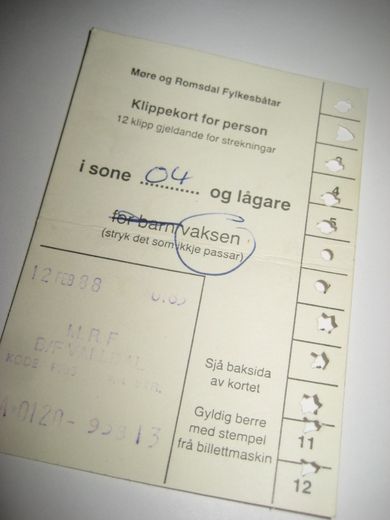 Møre og Romsdal Fylkesbåtar
Klippekort for person
12 klipp gjeldande for strekningar
i sone 04 og lågare
for barn/vaksen
(stryk det som ikkje passar)
3
4
5
12 FEB 88
M.R.F
Sjå baksida
av kortet
Gyldig berre
med stempel
frå billettmaskin
11
12